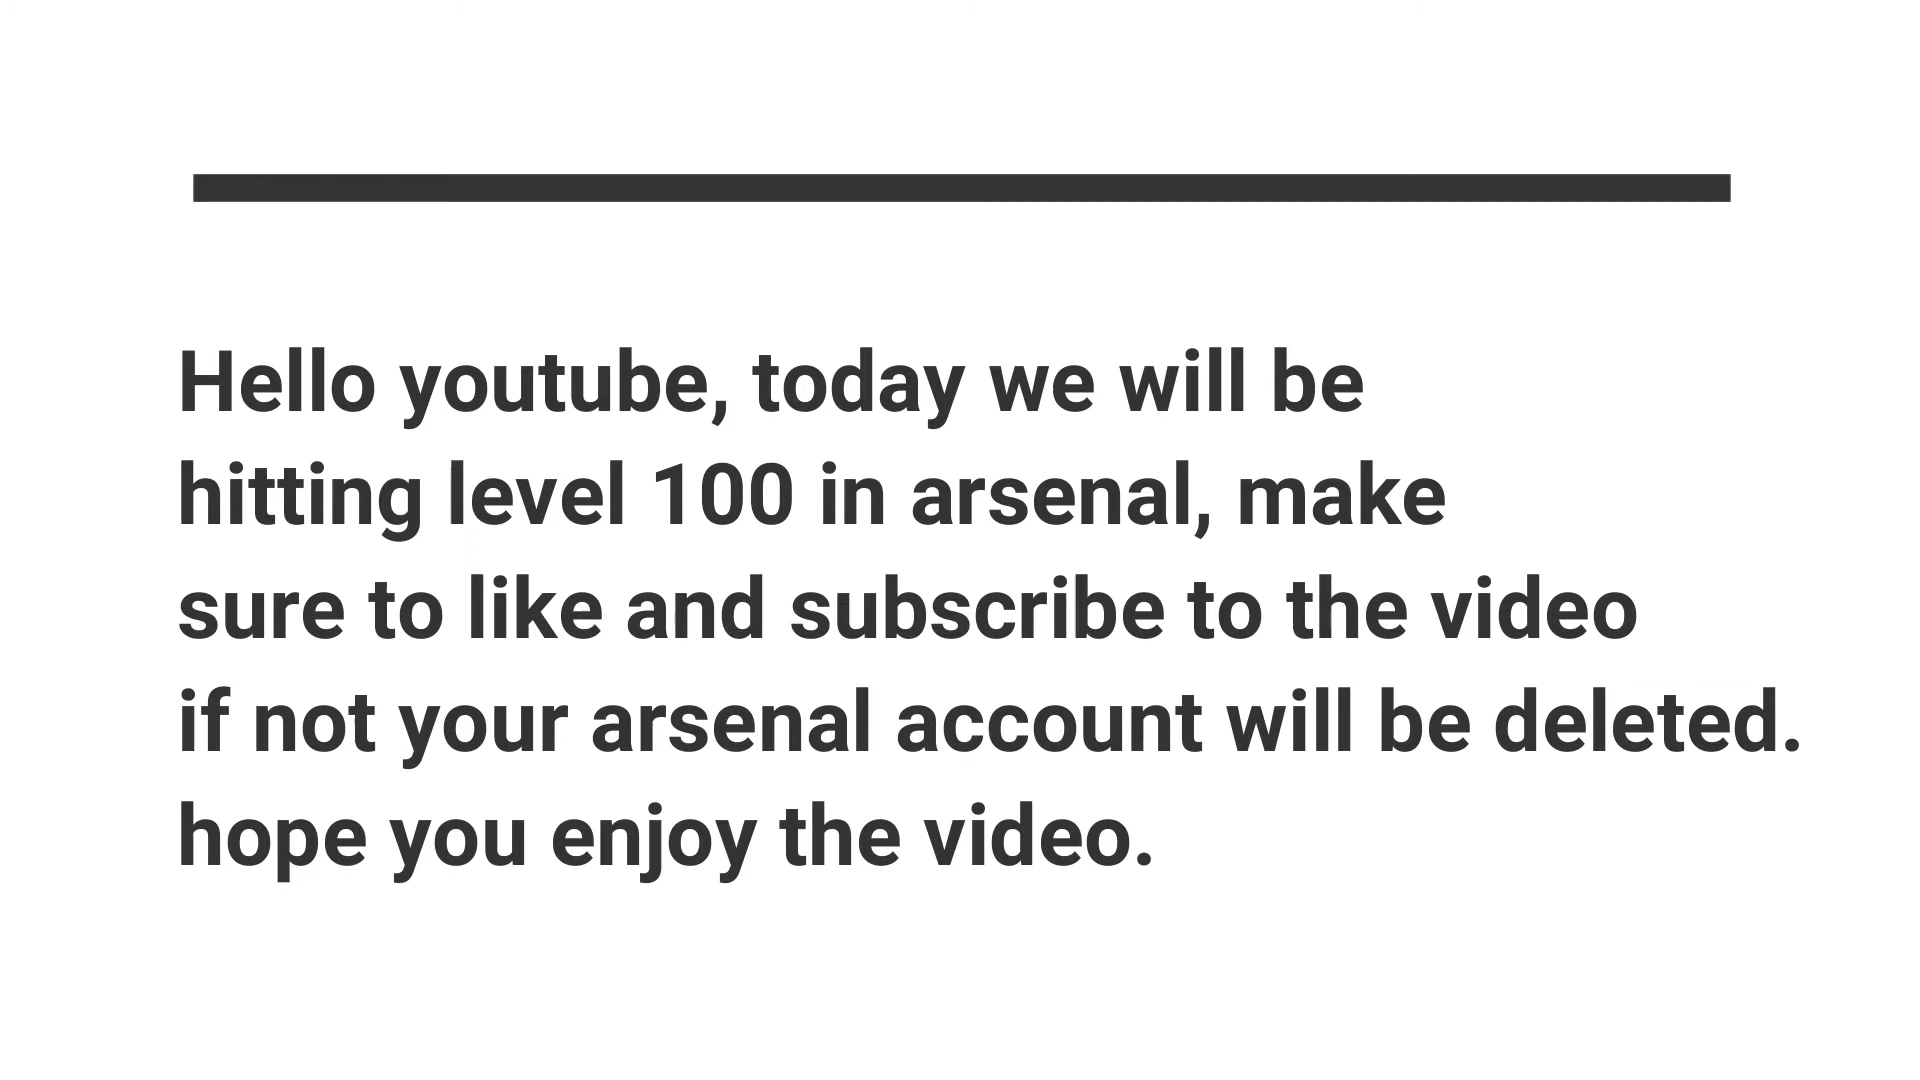 Hello youtube, today we will be
hitting level 100 in arsenal, make
sure to like and subscribe to the video
if not your arsenal account will be deleted.
hope you enjoy the video.